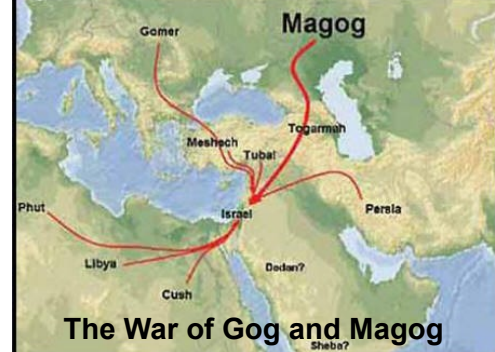 Magog
Gomer
Togarmah
Meshech
Tubal
Phut
Israel
Persia
Libya
Dedan?
Cush
The War of Gog and Magog
Sheba?